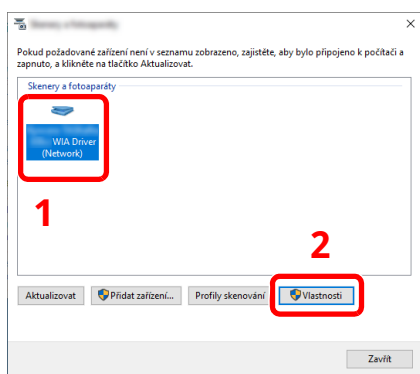 Pokud požadované zařízení není v seznamu zobrazeno, zajistěte, aby bylo připojeno k počítači a
zapnuto, a klikněte na tlačítko Aktualizovat.
Skenery a fotoaparáty
WIA Driver
(Network)
1
2
Aktualizovat
Přidat zařízení...
Profily skenování
Vlastnosti
Zavřít